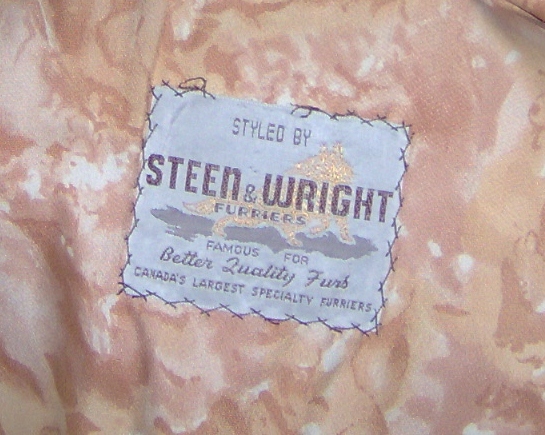 STYLED BY
STEEN & WRIGHT
FURRIERS
FAMOUS FOR
Better Quality Furs
CANADA'S LARGEST SPECIALTY FURRIERS